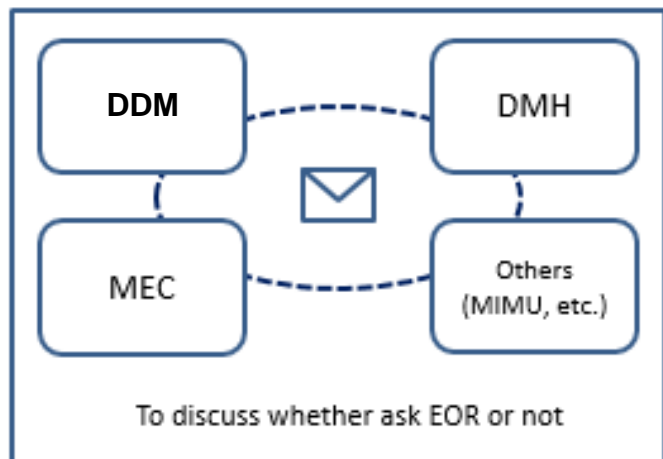 DDM
DMH
MEC
Others
(MIMU, etc.)
To discuss whether ask EOR or not